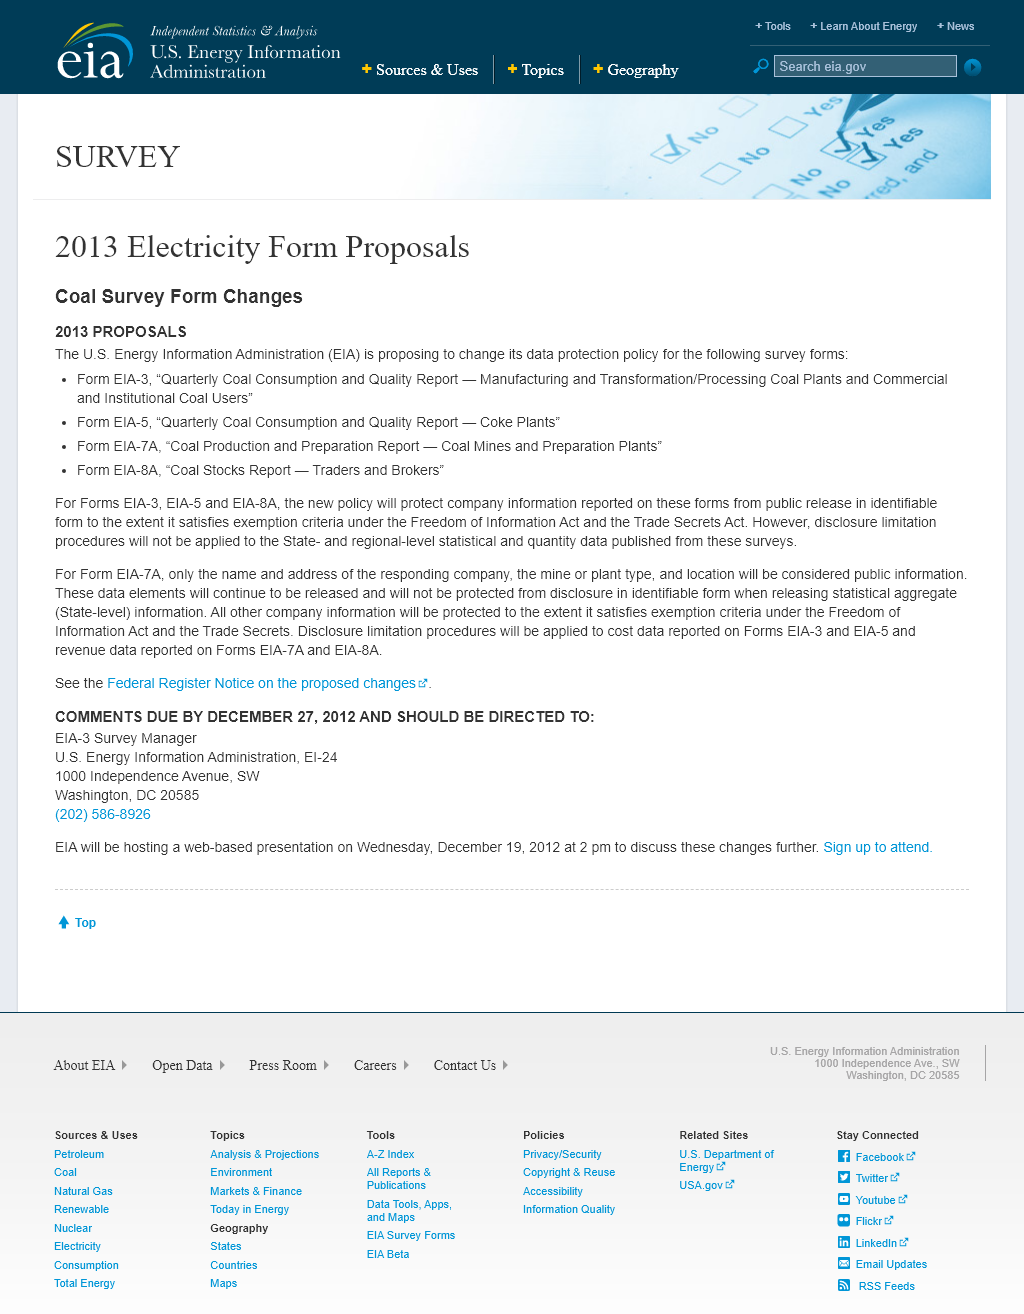 eia
Independent Statistics & Analysis
U.S. Energy Information
Administration
+ Sources & Uses
+ Topics
+ Geography
+ Tools
+ Learn About Energy
+ News
Search eia.gov
SURVEY
No
Yes
Yes
Yes
No
No
No
red, and
2013 Electricity Form Proposals
Coal Survey Form Changes
2013 PROPOSALS
The U.S. Energy Information Administration (EIA) is proposing to change its data protection policy for the following survey forms:
• Form EIA-3, “Quarterly Coal Consumption and Quality Report — Manufacturing and Transformation/Processing Coal Plants and Commercial
and Institutional Coal Users”
• Form EIA-5, “Quarterly Coal Consumption and Quality Report — Coke Plants”
• Form EIA-7A, “Coal Production and Preparation Report — Coal Mines and Preparation Plants”
• Form EIA-8A, “Coal Stocks Report — Traders and Brokers”
For Forms EIA-3, EIA-5 and EIA-8A, the new policy will protect company information reported on these forms from public release in identifiable
form to the extent it satisfies exemption criteria under the Freedom of Information Act and the Trade Secrets Act. However, disclosure limitation
procedures will not be applied to the State- and regional-level statistical and quantity data published from these surveys.
For Form EIA-7A, only the name and address of the responding company, the mine or plant type, and location will be considered public information.
These data elements will continue to be released and will not be protected from disclosure in identifiable form when releasing statistical aggregate
(State-level) information. All other company information will be protected to the extent it satisfies exemption criteria under the Freedom of
Information Act and the Trade Secrets. Disclosure limitation procedures will be applied to cost data reported on Forms EIA-3 and EIA-5 and
revenue data reported on Forms EIA-7A and EIA-8A.
See the Federal Register Notice on the proposed changes.
COMMENTS DUE BY DECEMBER 27, 2012 AND SHOULD BE DIRECTED TO:
EIA-3 Survey Manager
U.S. Energy Information Administration, EI-24
1000 Independence Avenue, SW
Washington, DC 20585
(202) 586-8926
EIA will be hosting a web-based presentation on Wednesday, December 19, 2012 at 2 pm to discuss these changes further. Sign up to attend.
Top
About EIA
Open Data
Press Room
Careers
Contact Us
U.S. Energy Information Administration
1000 Independence Ave., SW
Washington, DC 20585
Sources & Uses
Petroleum
Coal
Natural Gas
Renewable
Nuclear
Electricity
Consumption
Total Energy
Topics
Analysis & Projections
Environment
Markets & Finance
Today in Energy
Geography
States
Countries
Maps
Tools
A-Z Index
All Reports &
Publications
Data Tools, Apps,
and Maps
EIA Survey Forms
EIA Beta
Policies
Privacy/Security
Copyright & Reuse
Accessibility
Information Quality
Related Sites
U.S. Department of
Energy
USA.gov
Stay Connected
Facebook
Twitter
Youtube
Flickr
LinkedIn
Email Updates
RSS Feeds